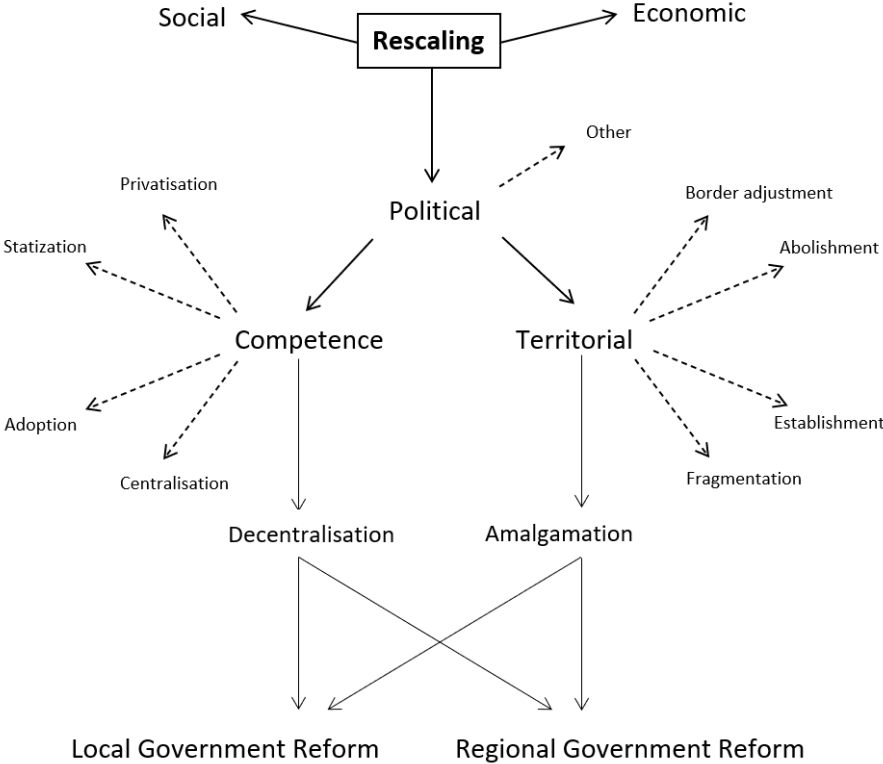 Social
Economic
Rescaling
Other
Privatisation
Political
Border adjustment
Statization
Abolishment
Competence
Territorial
Adoption
Establishment
Centralisation
Fragmentation
Decentralisation
Amalgamation
Local Government Reform
Regional Government Reform